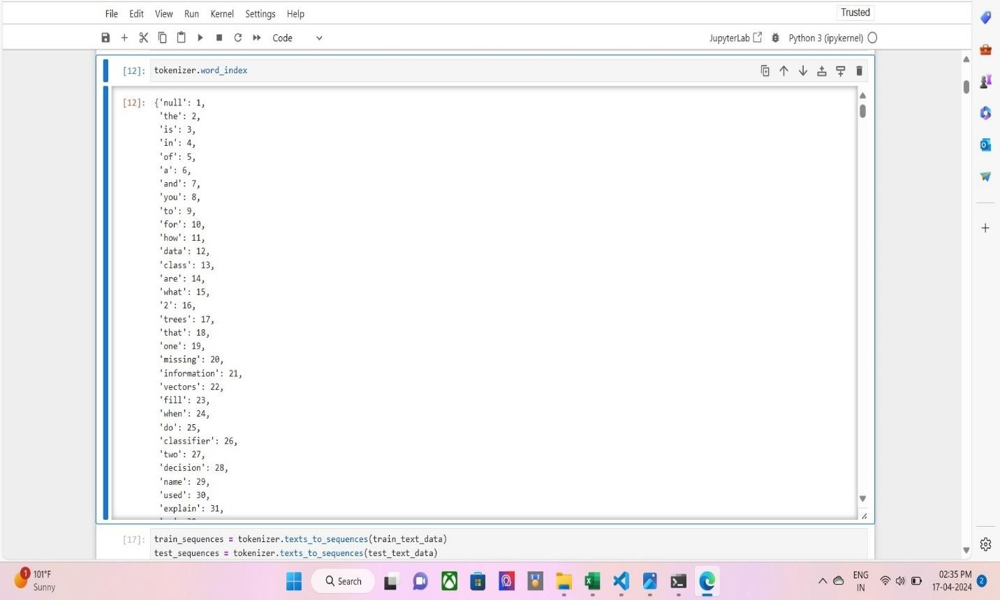 File Edit View Run Kernel Settings Help Trusted
Code JupyterLab Python 3 (ipykernel)
[12]: tokenizer.word_index
[12]: {'null': 1,
'the': 2,
'is': 3,
'in': 4,
'of': 5,
'a': 6,
'and': 7,
'you': 8,
'to': 9,
'for': 10,
'how': 11,
'data': 12,
'class': 13,
'are': 14,
'what': 15,
'2': 16,
'trees': 17,
'that': 18,
'one': 19,
'missing': 20,
'information': 21,
'vectors': 22,
'fill': 23,
'when': 24,
'do': 25,
'classifier': 26,
'two': 27,
'decision': 28,
'name': 29,
'used': 30,
'explain': 31,
[17]: train_sequences = tokenizer.texts_to_sequences(train_text_data)
test_sequences = tokenizer.texts_to_sequences(test_text_data)
1 101°F
Sunny
Search
ENG
IN
02:35 PM
17-04-2024
2